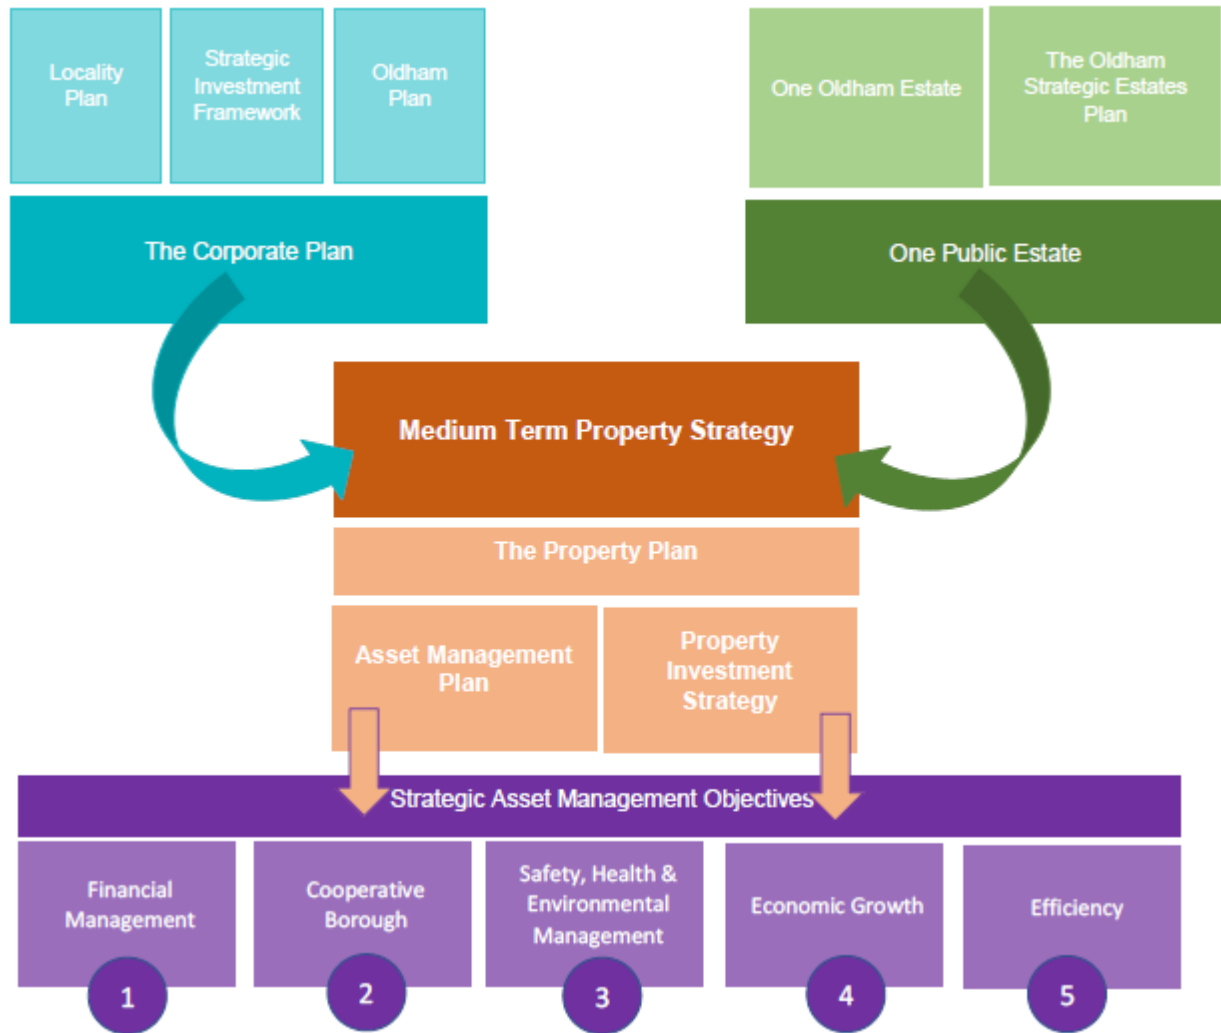 Locality
Plan
Strategic
Investment
Framework
Oldham
Plan
One Oldham Estate
The Oldham
Strategic Estates
Plan
The Corporate Plan
One Public Estate
Medium Term Property Strategy
The Property Plan
Asset Management
Plan
Property
Investment
Strategy
Strategic Asset Management Objectives
Financial
Management
Cooperative
Borough
Safety, Health &
Environmental
Management
Economic Growth
Efficiency
1
2
3
4
5